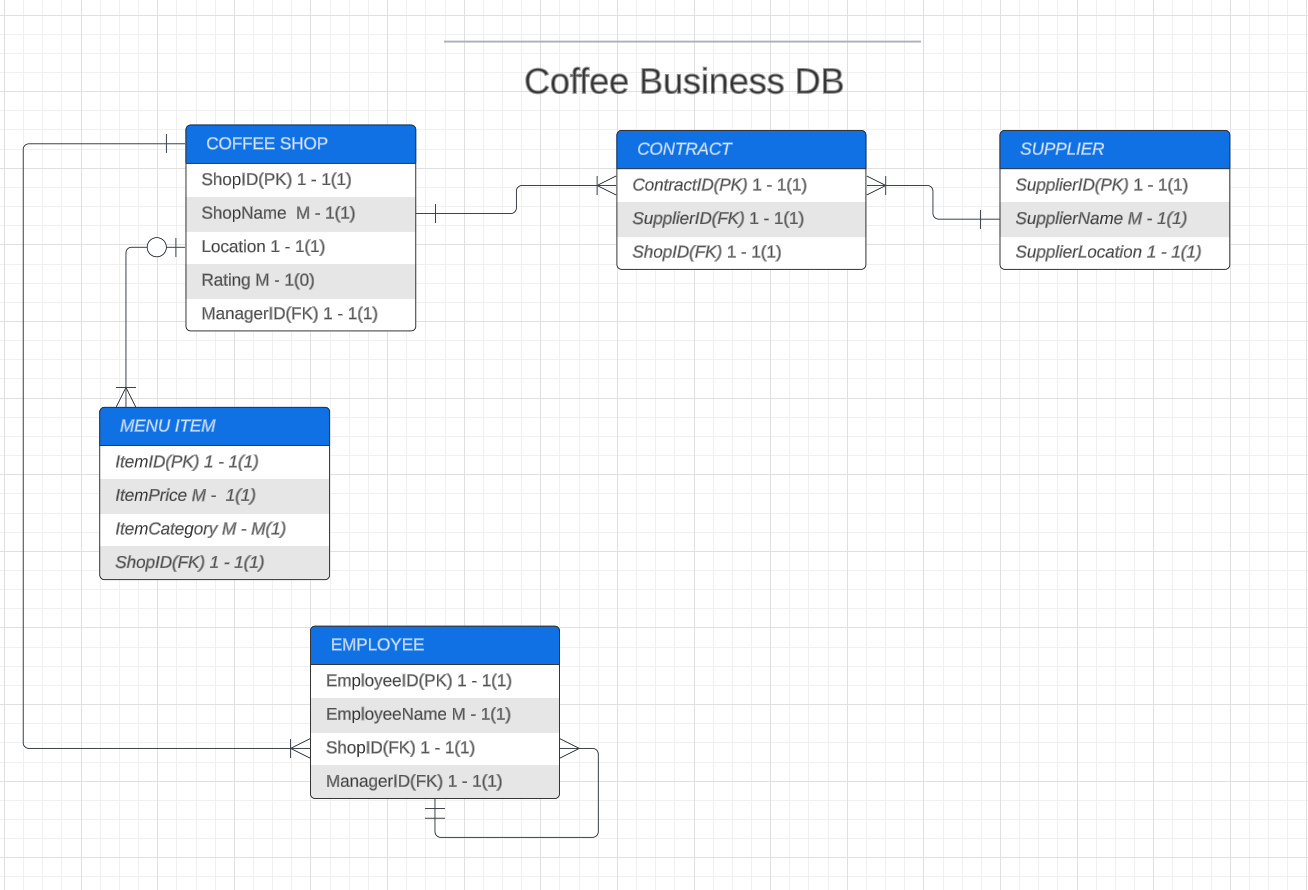 Coffee Business DB
COFFEE SHOP
ShopID(PK) 1 - 1(1)
ShopName  M - 1(1)
Location 1 - 1(1)
Rating M - 1(0)
ManagerID(FK) 1 - 1(1)
CONTRACT
ContractID(PK) 1 - 1(1)
SupplierID(FK) 1 - 1(1)
ShopID(FK) 1 - 1(1)
SUPPLIER
SupplierID(PK) 1 - 1(1)
SupplierName M - 1(1)
SupplierLocation 1 - 1(1)
MENU ITEM
ItemID(PK) 1 - 1(1)
ItemPrice M -  1(1)
ItemCategory M - M(1)
ShopID(FK) 1 - 1(1)
EMPLOYEE
EmployeeID(PK) 1 - 1(1)
EmployeeName M - 1(1)
ShopID(FK) 1 - 1(1)
ManagerID(FK) 1 - 1(1)